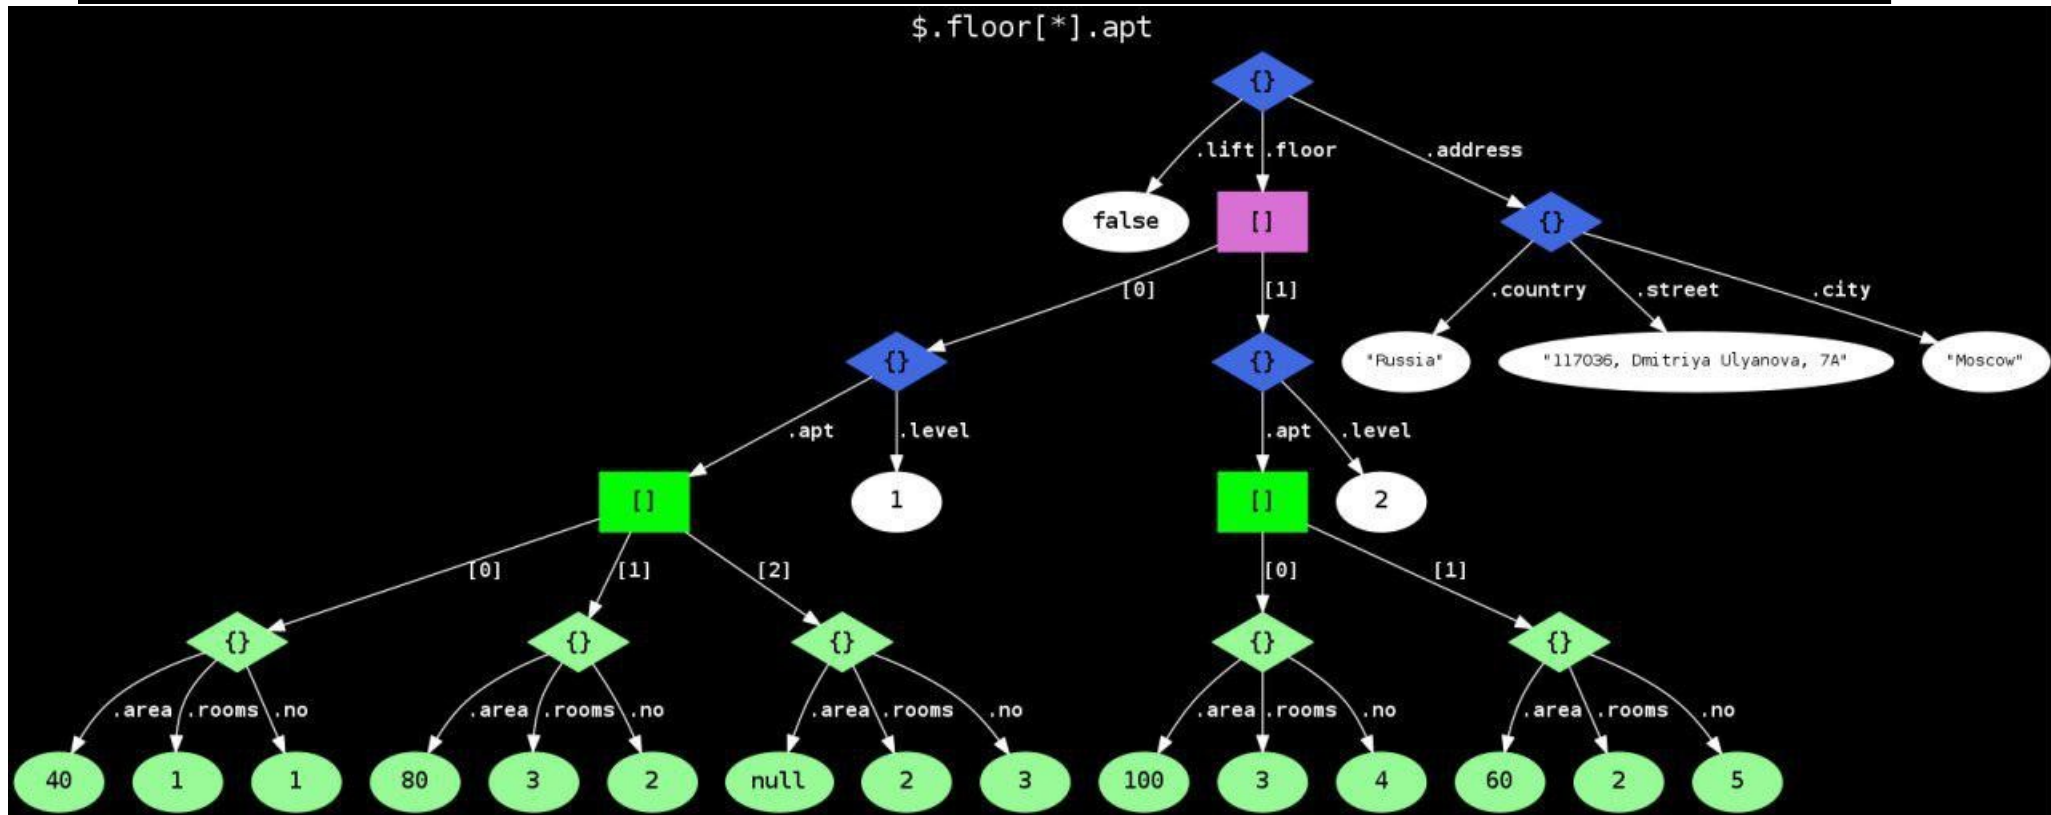 $.floor[*].apt
{}
.lift .floor .address
false [] {}
[0] [1] .country .street .city
{} {} "Russia" "117036, Dmitriya Ulyanova, 7A" "Moscow"
.apt .level .apt .level
[] 1 [] 2
[0] [1] [2] [0] [1]
{} {} {} {} {}
.area .rooms .no .area .rooms .no .area .rooms .no .area .rooms .no .area .rooms .no
40 1 1 80 3 2 null 2 3 100 3 4 60 2 5